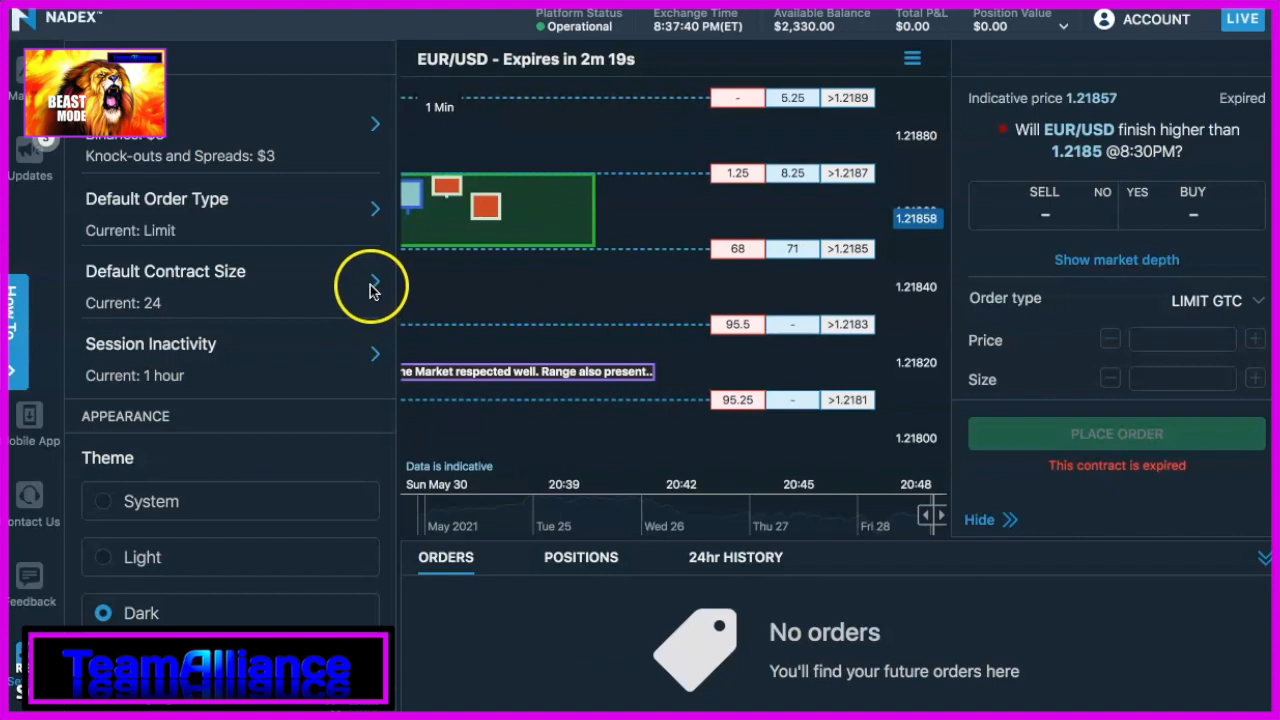 NADEX™
Platform Status
Operational
Exchange Time
8:37:40 PM(ET)
Available Balance
$2,330.00
Total P&L
$0.00
Position Value
$0.00
ACCOUNT
LIVE
BEAST
MODE
Updates
3
Knock-outs and Spreads: $3
Default Order Type
Current: Limit
Default Contract Size
Current: 24
Session Inactivity
Current: 1 hour
APPEARANCE
Theme
System
Light
Dark
How To
Mobile App
Contact Us
Feedback
TeamAlliance
EUR/USD - Expires in 2m 19s
1 Min
- 5.25 >1.2189
1.21880
1.25 8.25 >1.2187
1.21858
68 71 >1.2185
1.21840
95.5 - >1.2183
1.21820
he Market respected well. Range also present..
95.25 - >1.2181
1.21800
Data is indicative
Sun May 30 20:39 20:42 20:45 20:48
May 2021 Tue 25 Wed 26 Thu 27 Fri 28
ORDERS POSITIONS 24hr HISTORY
No orders
You'll find your future orders here
Indicative price 1.21857 Expired
Will EUR/USD finish higher than
1.2185 @8:30PM?
SELL NO YES BUY
- -
Show market depth
Order type LIMIT GTC
Price
Size
PLACE ORDER
This contract is expired
Hide